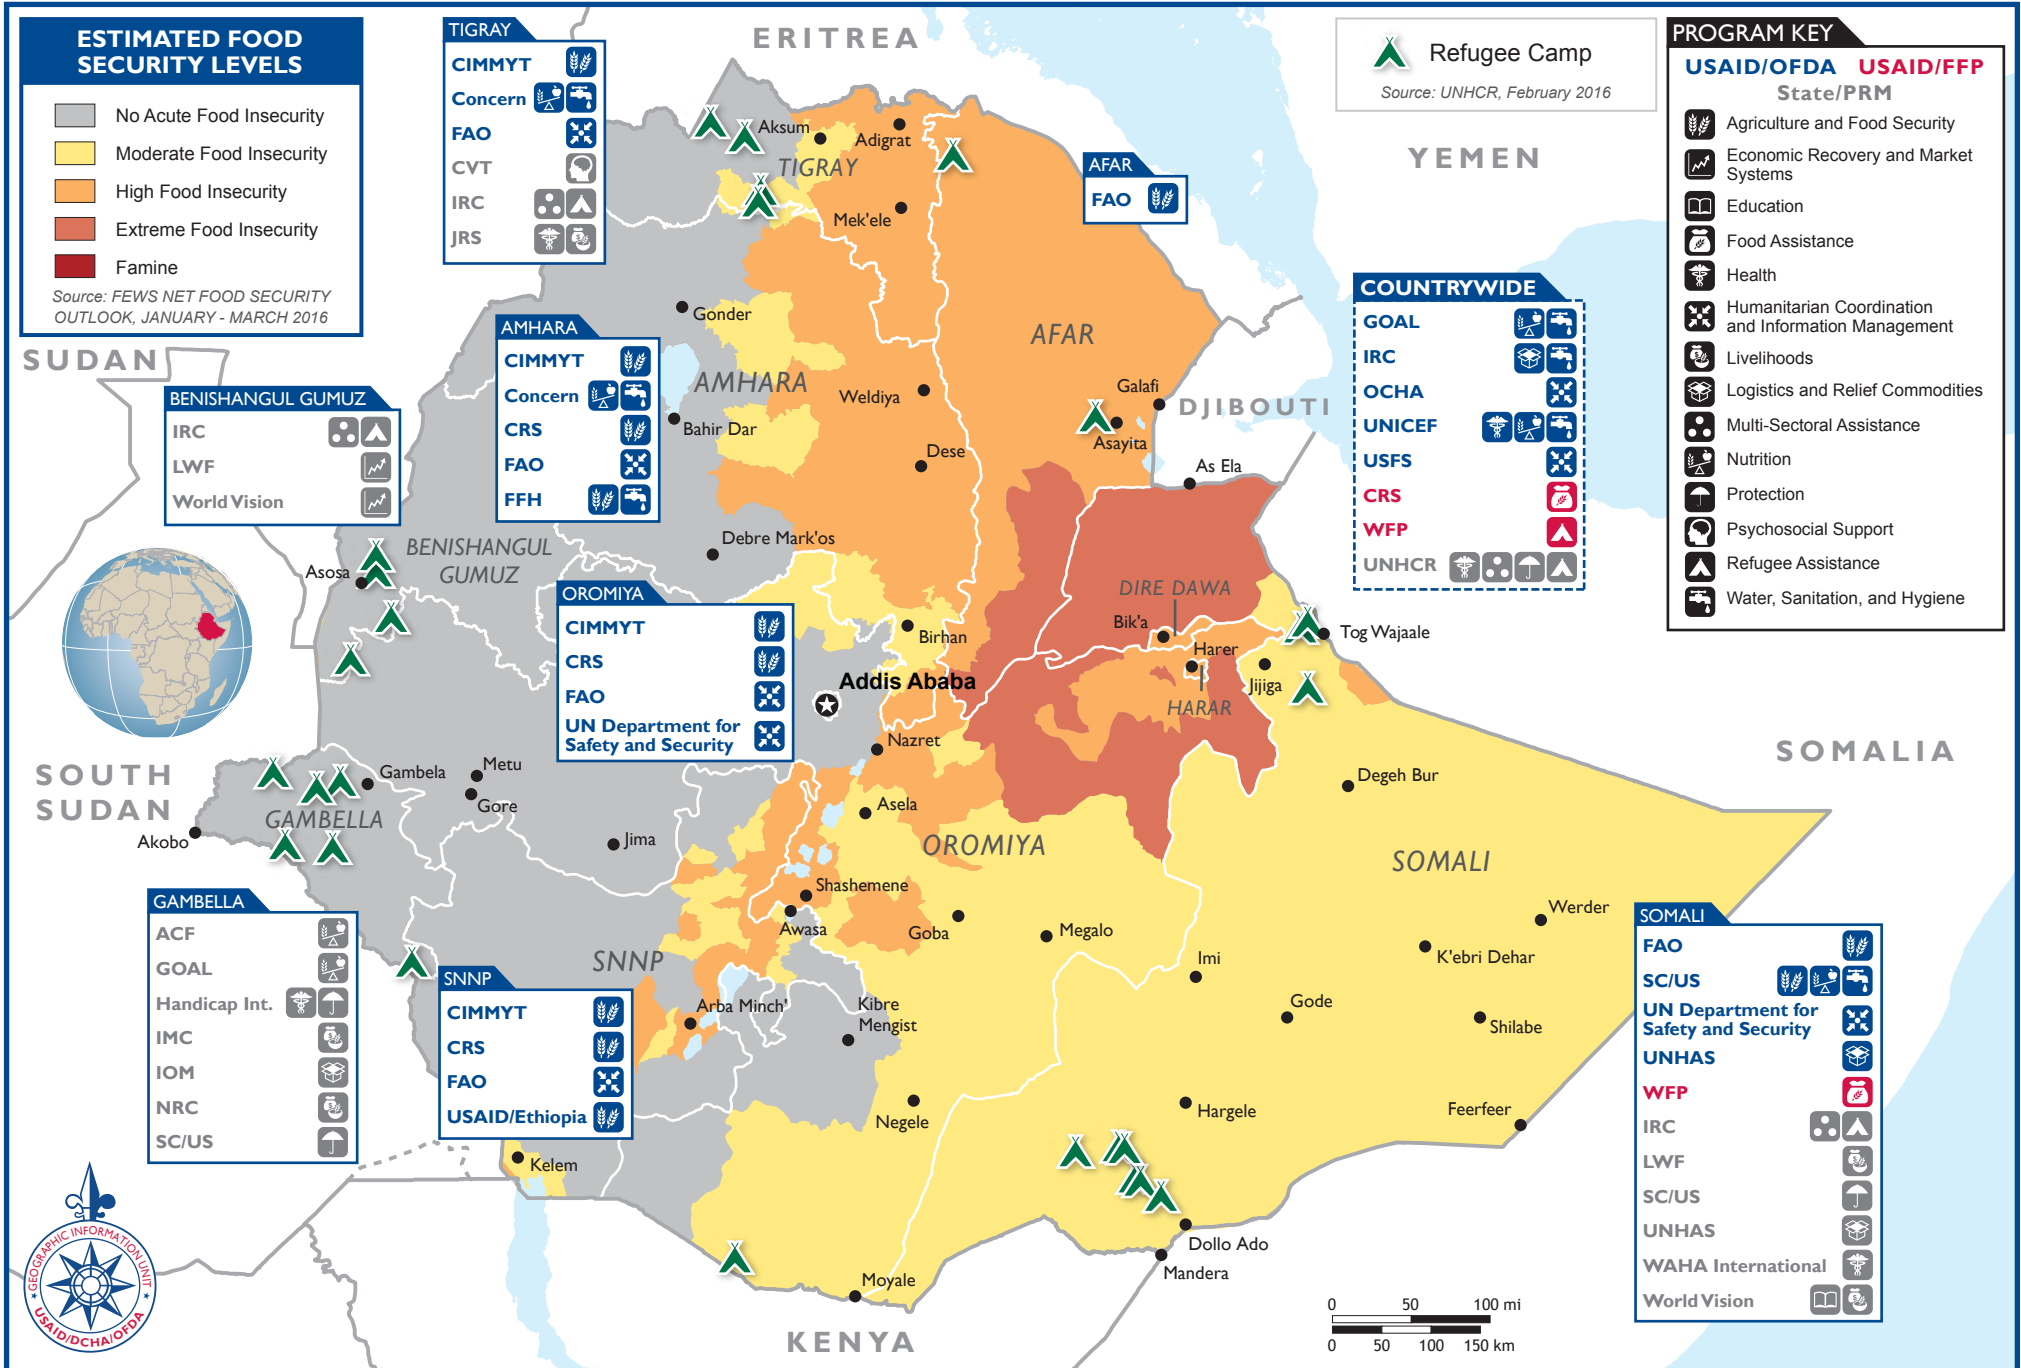 ESTIMATED FOOD
SECURITY LEVELS
No Acute Food Insecurity
Moderate Food Insecurity
High Food Insecurity
Extreme Food Insecurity
Famine
Source: FEWS NET FOOD SECURITY
OUTLOOK, JANUARY - MARCH 2016
TIGRAY
CIMMYT
Concern
FAO
CVT
IRC
JRS
ERITREA
Refugee Camp
Source: UNHCR, February 2016
PROGRAM KEY
USAID/OFDA USAID/FFP
State/PRM
Agriculture and Food Security
Economic Recovery and Market
Systems
Education
Food Assistance
Health
Humanitarian Coordination
and Information Management
Livelihoods
Logistics and Relief Commodities
Multi-Sectoral Assistance
Nutrition
Protection
Psychosocial Support
Refugee Assistance
Water, Sanitation, and Hygiene
YEMEN
AFAR
FAO
COUNTRYWIDE
GOAL
IRC
OCHA
UNICEF
USFS
CRS
WFP
UNHCR
Aksum
Adigrat
TIGRAY
Mek'ele
Gonder
AFAR
AMHARA
CIMMYT
Concern
CRS
FAO
FFH
AMHARA
Weldiya
Galafi
DJIBOUTI
Bahir Dar
Asayita
Dese
As Ela
SUDAN
BENISHANGUL GUMUZ
IRC
LWF
World Vision
Debre Mark'os
BENISHANGUL
GUMUZ
Asosa
OROMIYA
CIMMYT
CRS
FAO
UN Department for
Safety and Security
DIRE DAWA
Bik'a
Birhan
Harer
Tog Wajaale
Addis Ababa
Jijiga
HARAR
Nazret
SOMALIA
SOUTH
SUDAN
Gambela
Metu
Gore
GAMBELLA
Akobo
Jima
Asela
Degeh Bur
OROMIYA
SOMALI
Shashemene
Awasa
Goba
Megalo
Werder
K'ebri Dehar
Imi
Gode
Shilabe
GAMBELLA
ACF
GOAL
Handicap Int.
IMC
IOM
NRC
SC/US
SNNP
SNNP
CIMMYT
CRS
FAO
USAID/Ethiopia
Arba Minch'
Kibre
Mengist
Negele
Hargele
Feerfeer
Kelem
Dollo Ado
Mandera
Moyale
KENYA
SOMALI
FAO
SC/US
UN Department for
Safety and Security
UNHAS
WFP
IRC
LWF
SC/US
UNHAS
WAHA International
World Vision
GEOGRAPHIC INFORMATION UNIT
USAID/DCHA/OFDA
0 50 100 mi
0 50 100 150 km